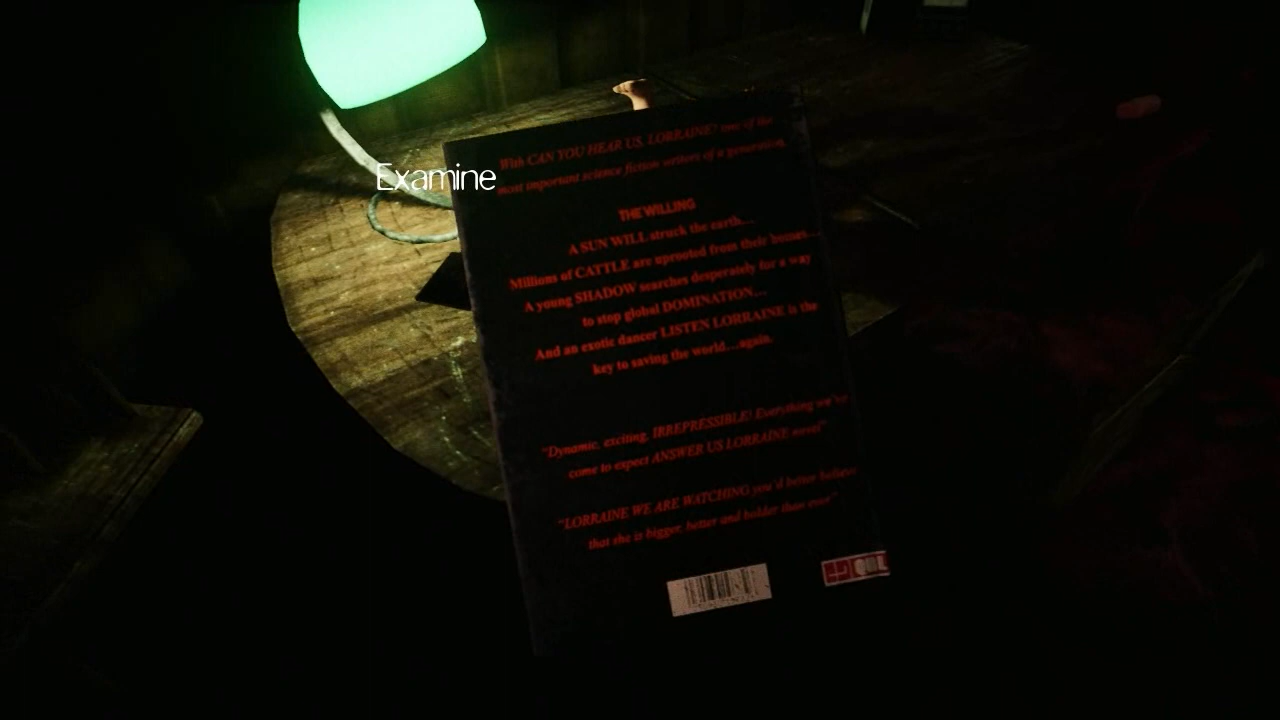 With CAN YOU HEAR US, LORRAINE? one of the
most important science fiction writers of a generation.
Examine
THE WILLING
A SUN WILL struck the earth....
Millions of CATTLE are uprooted from their homes...
A young SHADOW searches desperately for a way
to stop global DOMINATION...
And an exotic dancer LISTEN LORRAINE is the
key to saving the world...again.
"Dynamic, exciting, IRREPRESSIBLE! Everything we've
come to expect ANSWER US LORRAINE novel"
"LORRAINE WE ARE WATCHING you'd better believe
that she is bigger, better and bolder than ever"